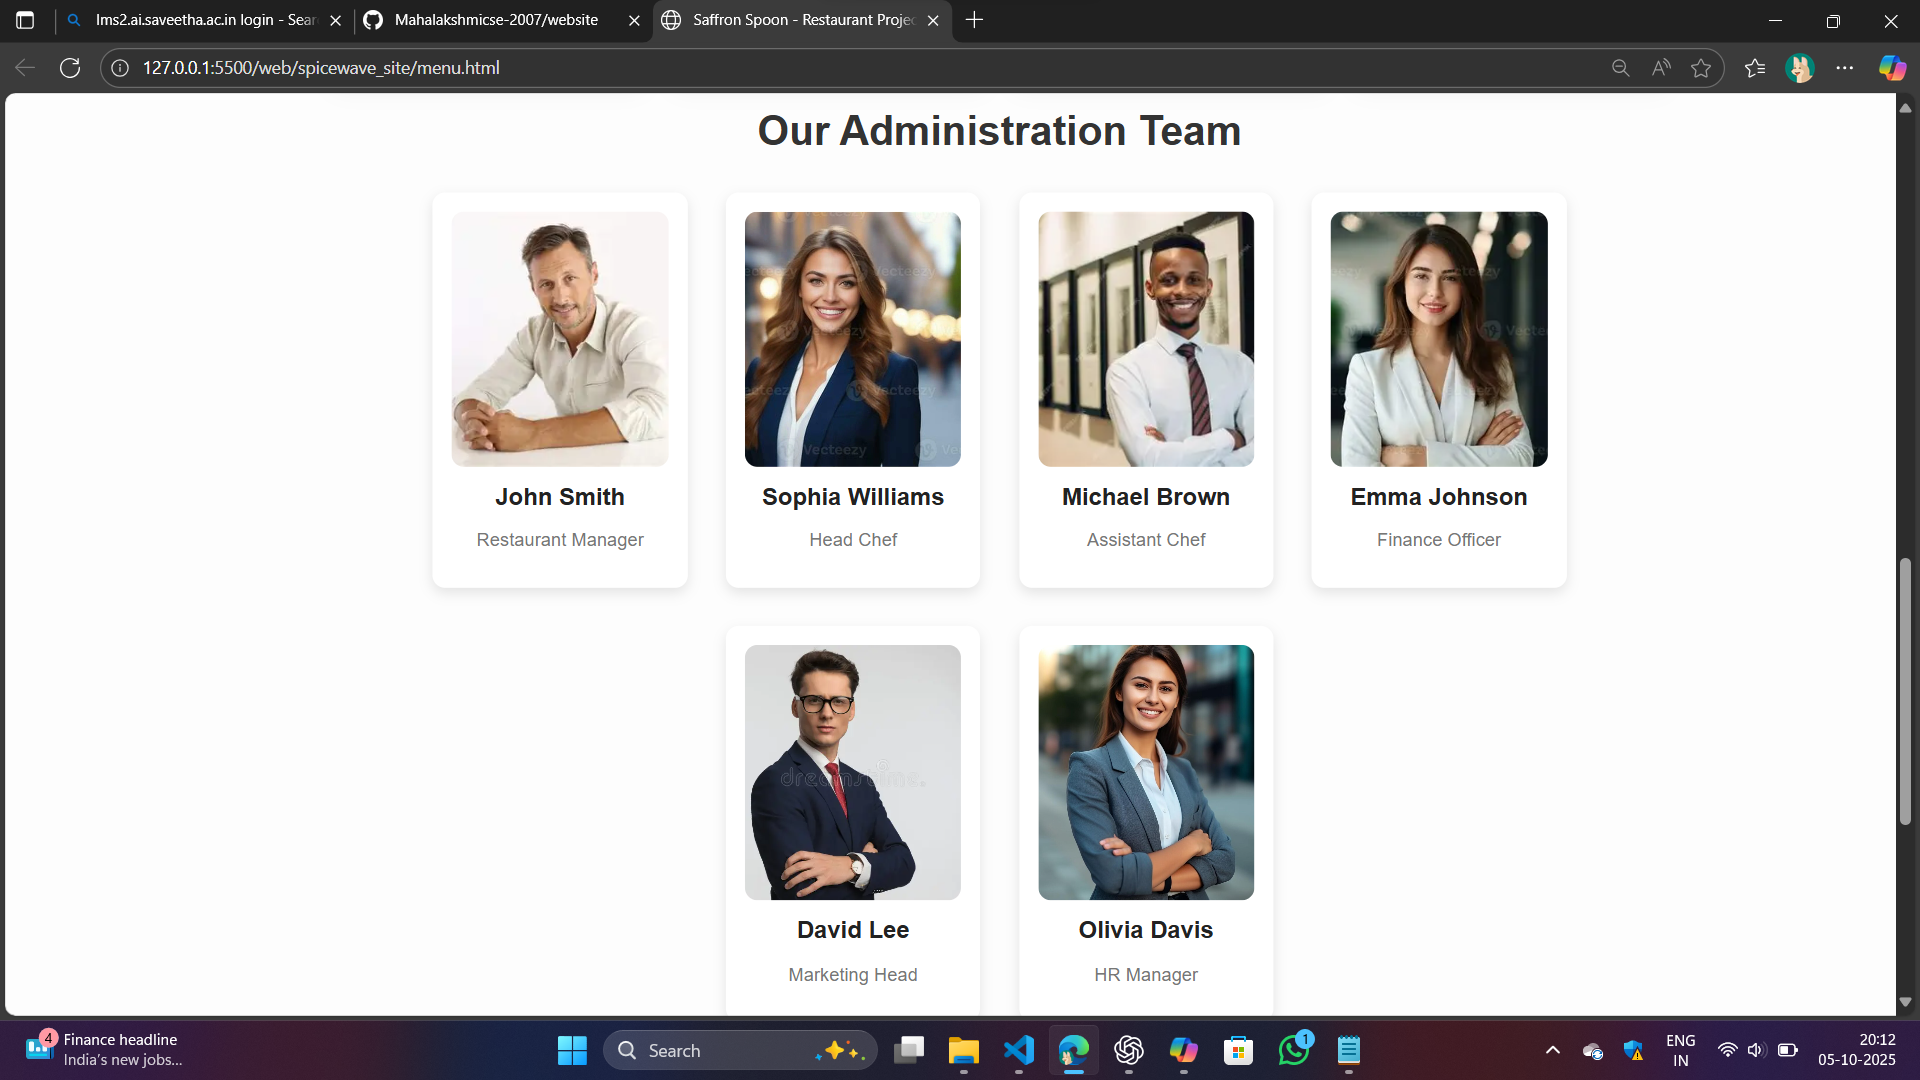 lms2.ai.saveetha.ac.in login - Sear
Mahalakshmicse-2007/website
Saffron Spoon - Restaurant Projec
127.0.0.1:5500/web/spicewave_site/menu.html
Our Administration Team
John Smith
Sophia Williams
Michael Brown
Emma Johnson
Restaurant Manager
Head Chef
Assistant Chef
Finance Officer
Vecteezy
dreamstime.
David Lee
Olivia Davis
Marketing Head
HR Manager
4
Finance headline
India's new jobs...
Search
1
ENG
IN
20:12
05-10-2025